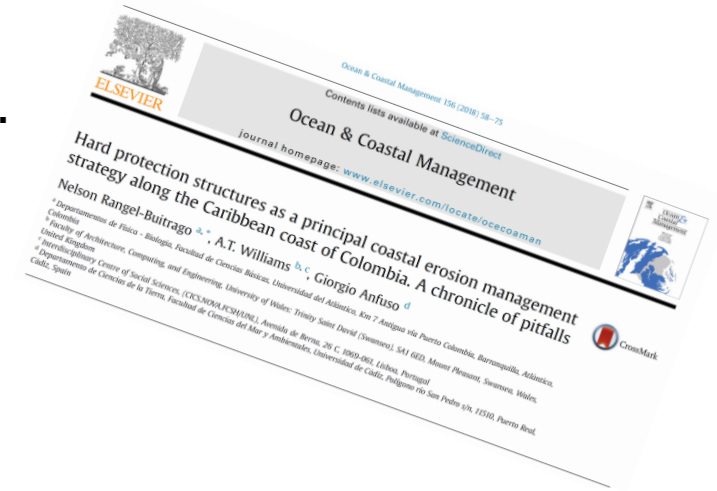 Ocean & Coastal Management 156 (2018) 58–75
ELSEVIER
Contents lists available at ScienceDirect
Ocean & Coastal Management
journal homepage: www.elsevier.com/locate/ocecoaman
Ocean & Coastal Management
Hard protection structures as a principal coastal erosion management
strategy along the Caribbean coast of Colombia. A chronicle of pitfalls
CrossMark
Nelson Rangel-Buitrago a, *, A.T. Williams b, c, Giorgio Anfuso d
a Departamentos de Física - Biología, Facultad de Ciencias Básicas, Universidad del Atlántico, Km 7 Antigua vía Puerto Colombia, Barranquilla, Atlántico,
Colombia
b Faculty of Architecture, Computing, and Engineering, University of Wales: Trinity Saint David (Swansea), SA1 6ED, Mount Pleasant, Swansea, Wales,
United Kingdom
c Interdisciplinary Centre of Social Sciences, (CICS.NOVA.FCSH/UNL), Avenida de Berna, 26 C, 1069-061, Lisboa, Portugal
d Departamento de Ciencias de la Tierra, Facultad de Ciencias del Mar y Ambientales, Universidad de Cádiz, Polígono río San Pedro s/n, 11510, Puerto Real,
Cádiz, Spain